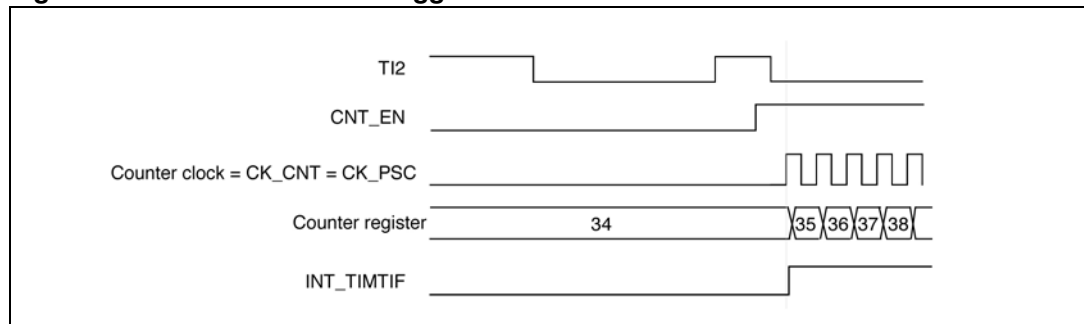 TI2
CNT_EN
Counter clock = CK_CNT = CK_PSC
Counter register 34 35 36 37 38
INT_TIMTIF